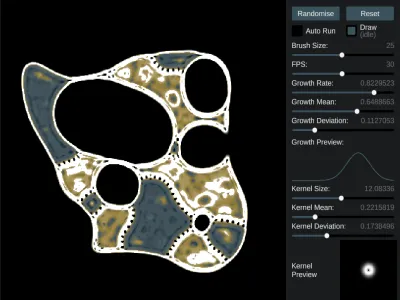 Randomise Reset
Auto Run Draw
(idle)
Brush Size: 25
FPS: 30
Growth Rate: 0.6229523
Growth Mean: 0.6488663
Growth Deviation: 0.1127053
Growth Preview:
Kernel Size: 12.08336
Kernel Mean: 0.2215819
Kernel Deviation: 0.1738496
Kernel
Preview